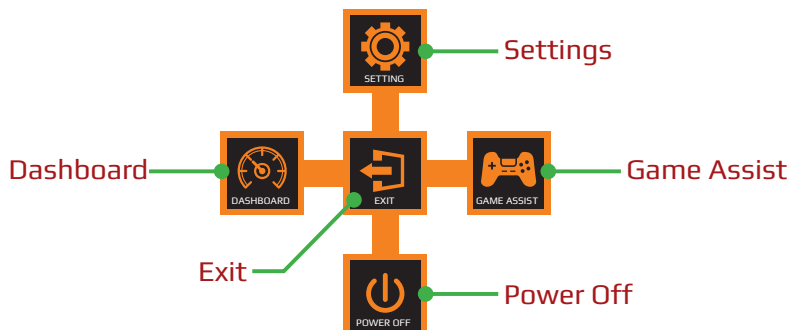 Settings
SETTING
Dashboard
DASHBOARD
EXIT
GAME ASSIST
Game Assist
Exit
Power Off
POWER OFF